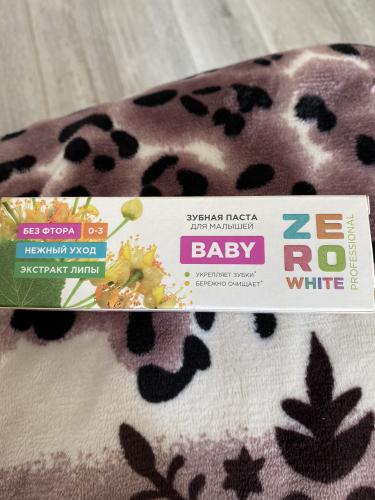 БЕЗ ФТОРА 0-3
НЕЖНЫЙ УХОД
ЭКСТРАКТ ЛИПЫ
ЗУБНАЯ ПАСТА
ДЛЯ МАЛЫШЕЙ
BABY
УКРЕПЛЯЕТ ЗУБКИ*
БЕРЕЖНО ОЧИЩАЕТ*
ZE
RO
WHITE
PROFESSIONAL